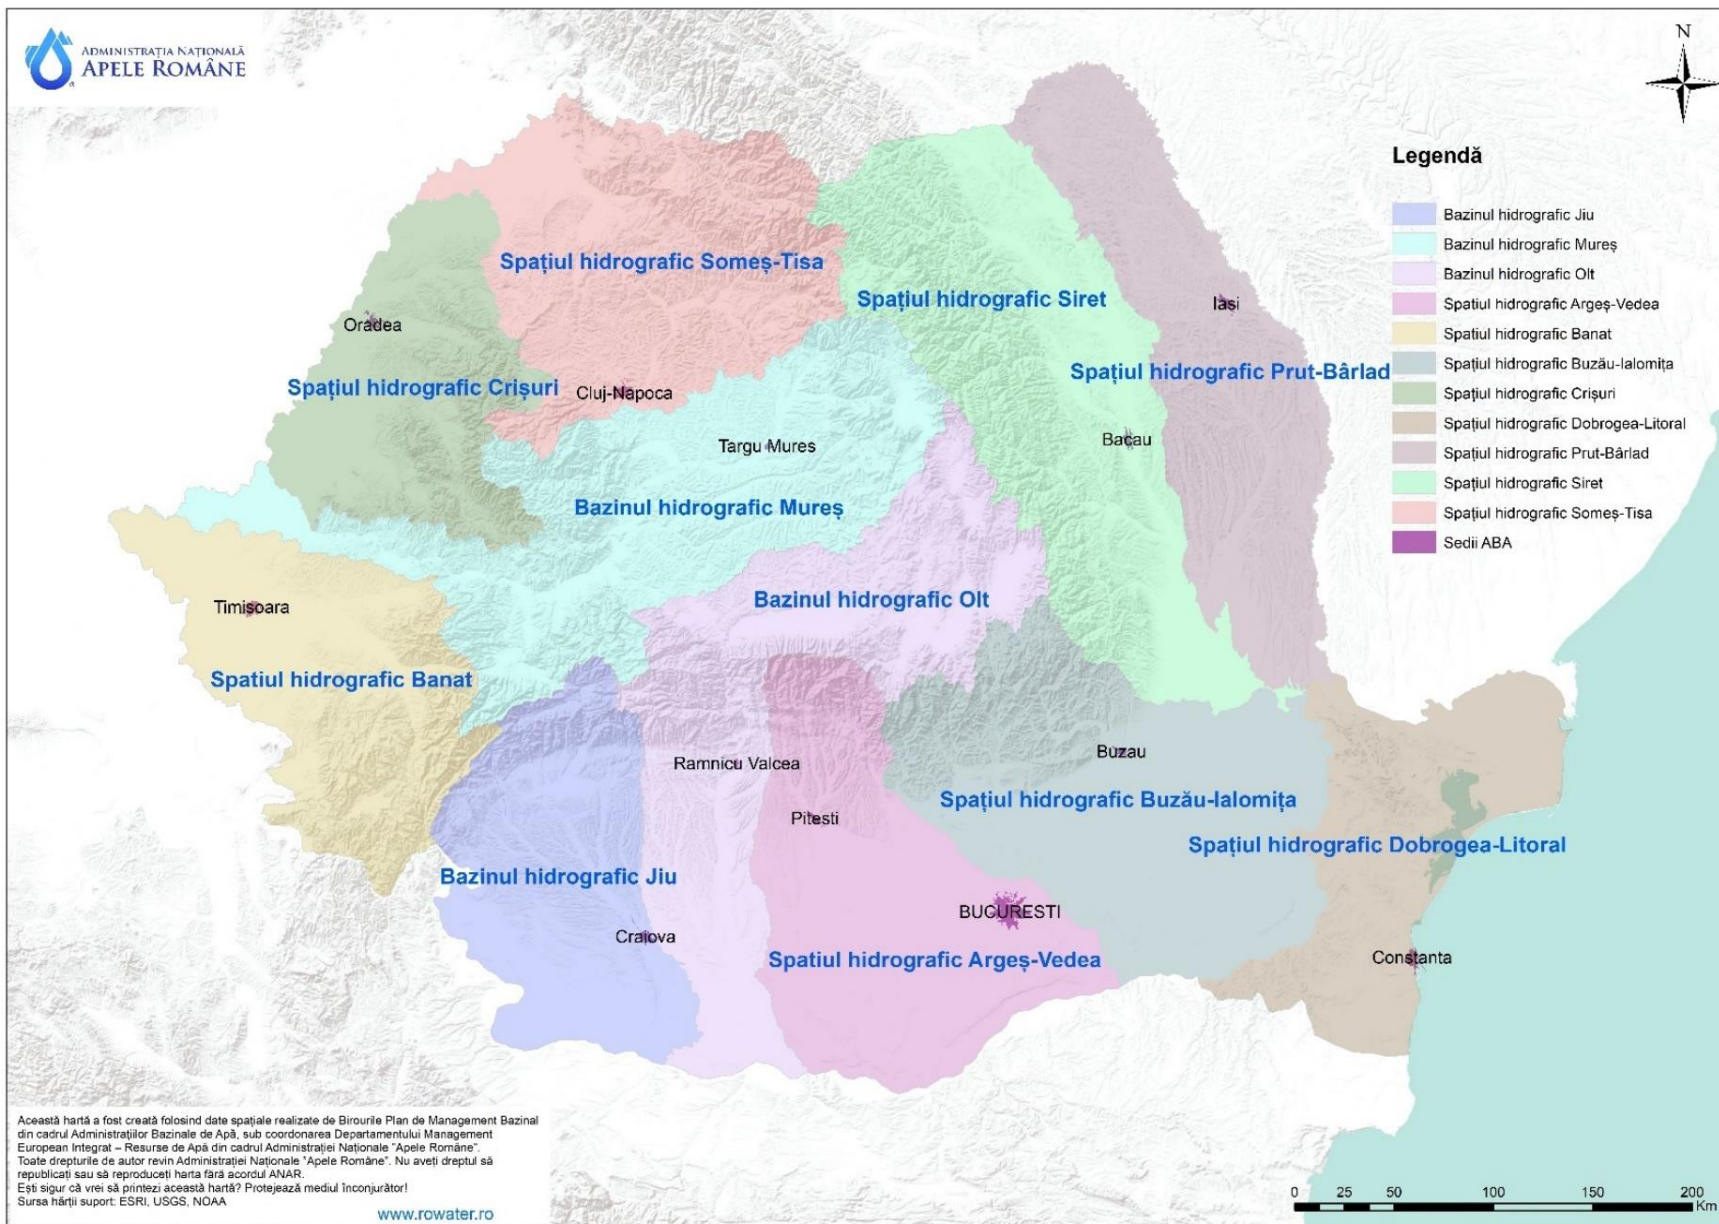 ADMINISTRAȚIA NAȚIONALĂ
APELE ROMÂNE
N
Legendă
Bazinul hidrografic Jiu
Bazinul hidrografic Mureș
Bazinul hidrografic Olt
Spatiul hidrografic Argeș-Vedea
Spatiul hidrografic Banat
Spațiul hidrografic Buzău-Ialomița
Spațiul hidrografic Crișuri
Spațiul hidrografic Dobrogea-Litoral
Spațiul hidrografic Prut-Bârlad
Spațiul hidrografic Siret
Spațiul hidrografic Someș-Tisa
Sedii ABA
Spațiul hidrografic Someș-Tisa
Spațiul hidrografic Siret
Iasi
Oradea
Spațiul hidrografic Prut-Bârlad
Spațiul hidrografic Crișuri
Cluj-Napoca
Targu Mures
Bacau
Bazinul hidrografic Mureș
Bazinul hidrografic Olt
Timisoara
Spatiul hidrografic Banat
Buzau
Ramnicu Valcea
Spațiul hidrografic Buzău-Ialomița
Pitesti
Spațiul hidrografic Dobrogea-Litoral
Bazinul hidrografic Jiu
BUCURESTI
Craiova
Spatiul hidrografic Argeș-Vedea
Constanta
Această hartă a fost creată folosind date spațiale realizate de Birourile Plan de Management Bazinal
din cadrul Administrațiilor Bazinale de Apă, sub coordonarea Departamentului Management
European Integrat – Resurse de Apă din cadrul Administrației Naționale "Apele Române".
Toate drepturile de autor revin Administrației Naționale "Apele Române". Nu aveți dreptul să
republicați sau să reproduceți harta fără acordul ANAR.
Ești sigur că vrei să printezi această hartă? Protejează mediul înconjurător!
Sursa hărții suport: ESRI, USGS, NOAA
www.rowater.ro
0 25 50 100 150 200
Km